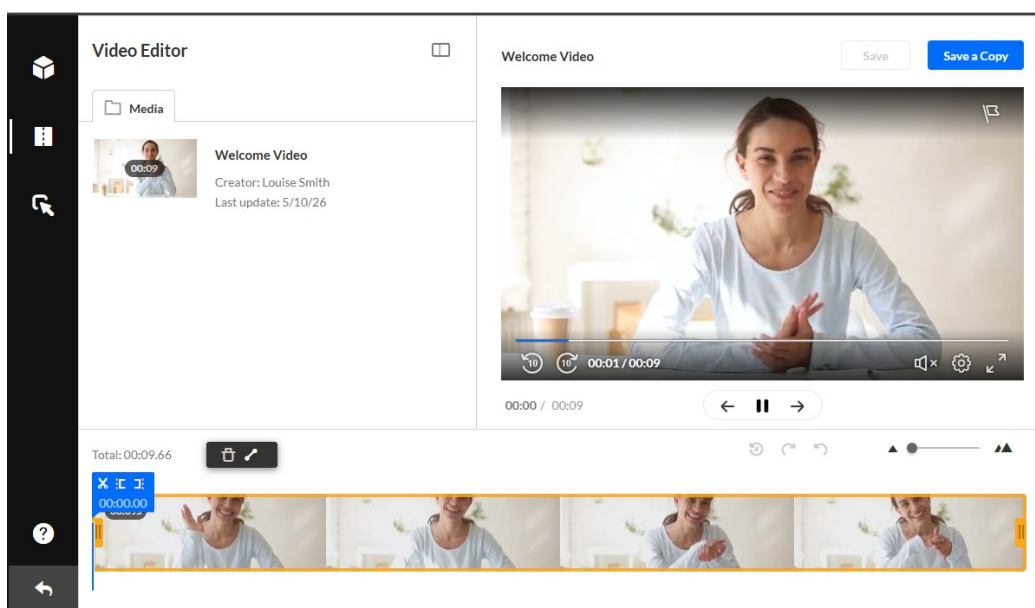 Video Editor
Media
00:09
Welcome Video
Creator: Louise Smith
Last update: 5/10/26
Welcome Video
Save
Save a Copy
10
10
00:01 / 00:09
00:00 / 00:09
Total: 00:09.66
00:00.00
?